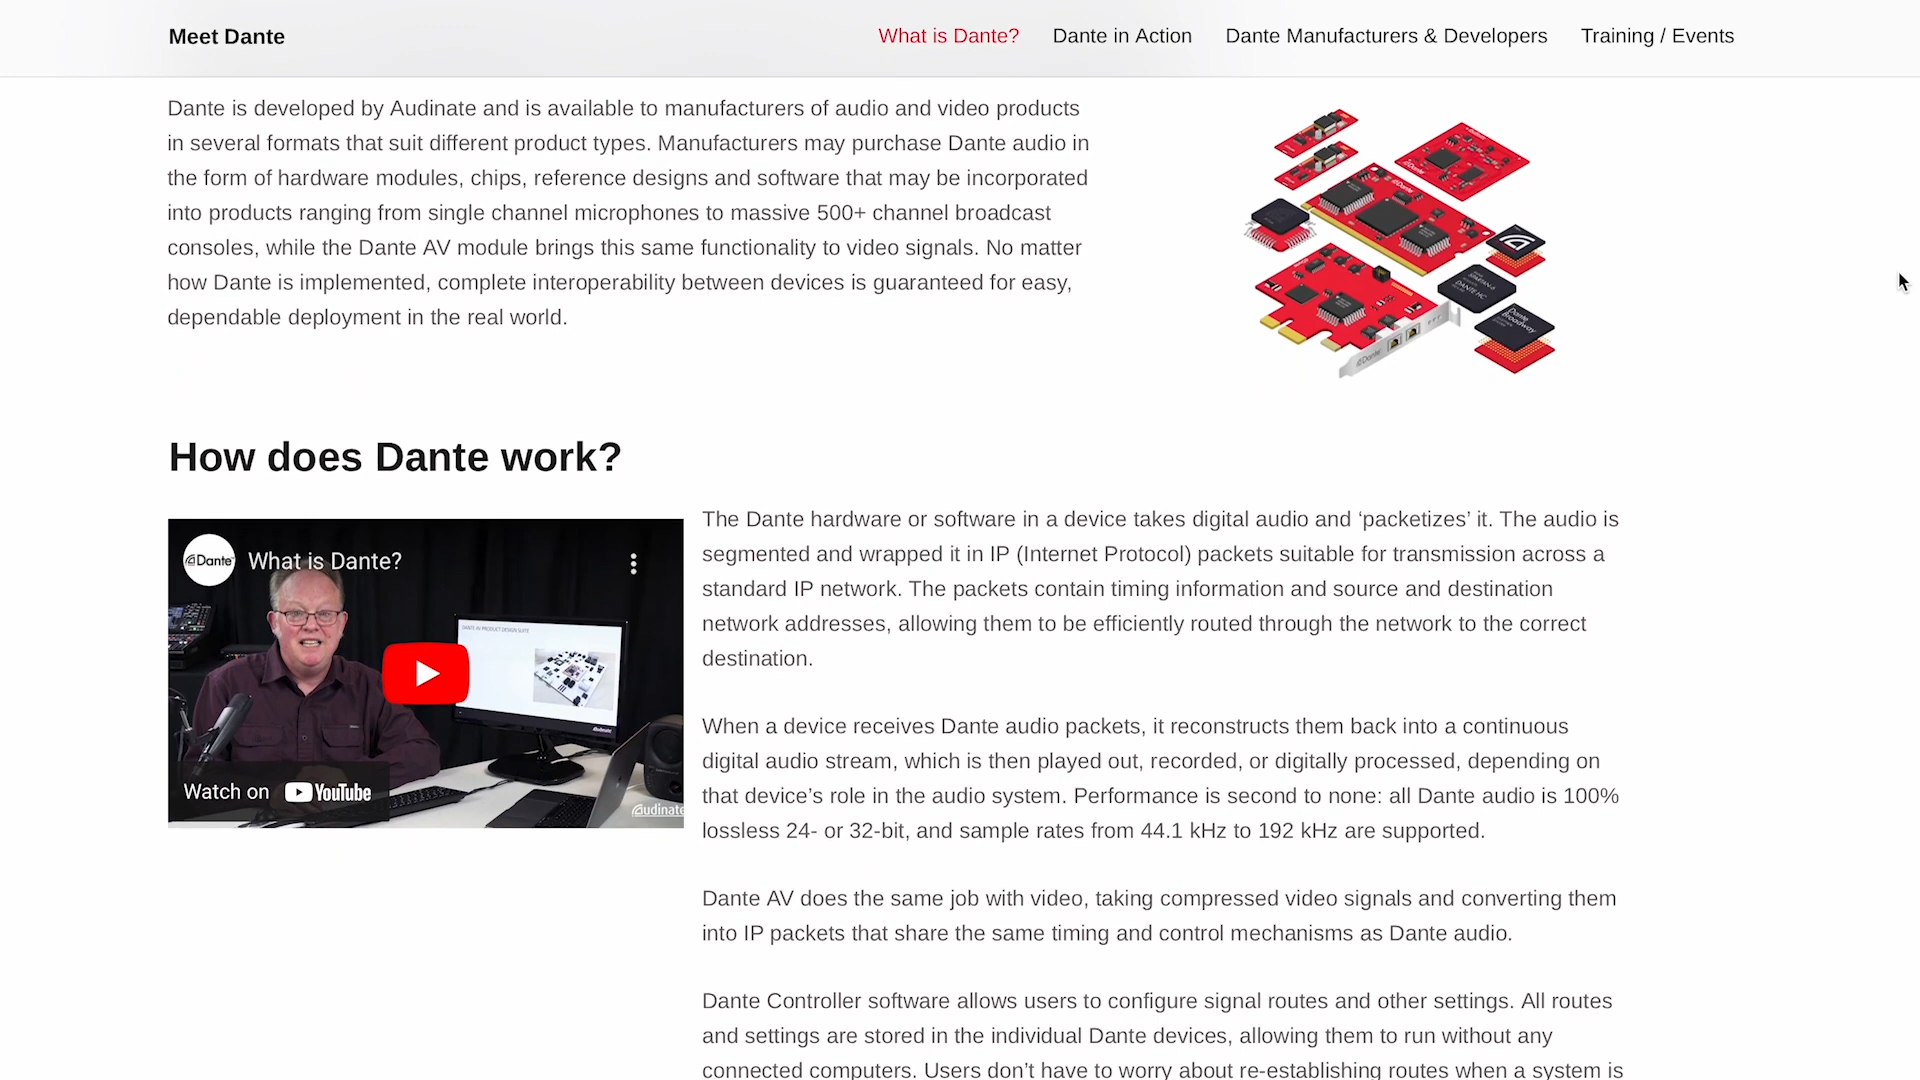 Meet Dante
What is Dante?
Dante in Action
Dante Manufacturers & Developers
Training / Events
Dante is developed by Audinate and is available to manufacturers of audio and video products
in several formats that suit different product types. Manufacturers may purchase Dante audio in
the form of hardware modules, chips, reference designs and software that may be incorporated
into products ranging from single channel microphones to massive 500+ channel broadcast
consoles, while the Dante AV module brings this same functionality to video signals. No matter
how Dante is implemented, complete interoperability between devices is guaranteed for easy,
dependable deployment in the real world.
Dante
Dante
DANTE HC
Dante
Broadway
Dante
How does Dante work?
Dante
What is Dante?
DANTE AV PRODUCT DESIGN SUITE
Watch on YouTube
Audinate
The Dante hardware or software in a device takes digital audio and ‘packetizes’ it. The audio is
segmented and wrapped it in IP (Internet Protocol) packets suitable for transmission across a
standard IP network. The packets contain timing information and source and destination
network addresses, allowing them to be efficiently routed through the network to the correct
destination.
When a device receives Dante audio packets, it reconstructs them back into a continuous
digital audio stream, which is then played out, recorded, or digitally processed, depending on
that device’s role in the audio system. Performance is second to none: all Dante audio is 100%
lossless 24- or 32-bit, and sample rates from 44.1 kHz to 192 kHz are supported.
Dante AV does the same job with video, taking compressed video signals and converting them
into IP packets that share the same timing and control mechanisms as Dante audio.
Dante Controller software allows users to configure signal routes and other settings. All routes
and settings are stored in the individual Dante devices, allowing them to run without any
connected computers. Users don’t have to worry about re-establishing routes when a system is